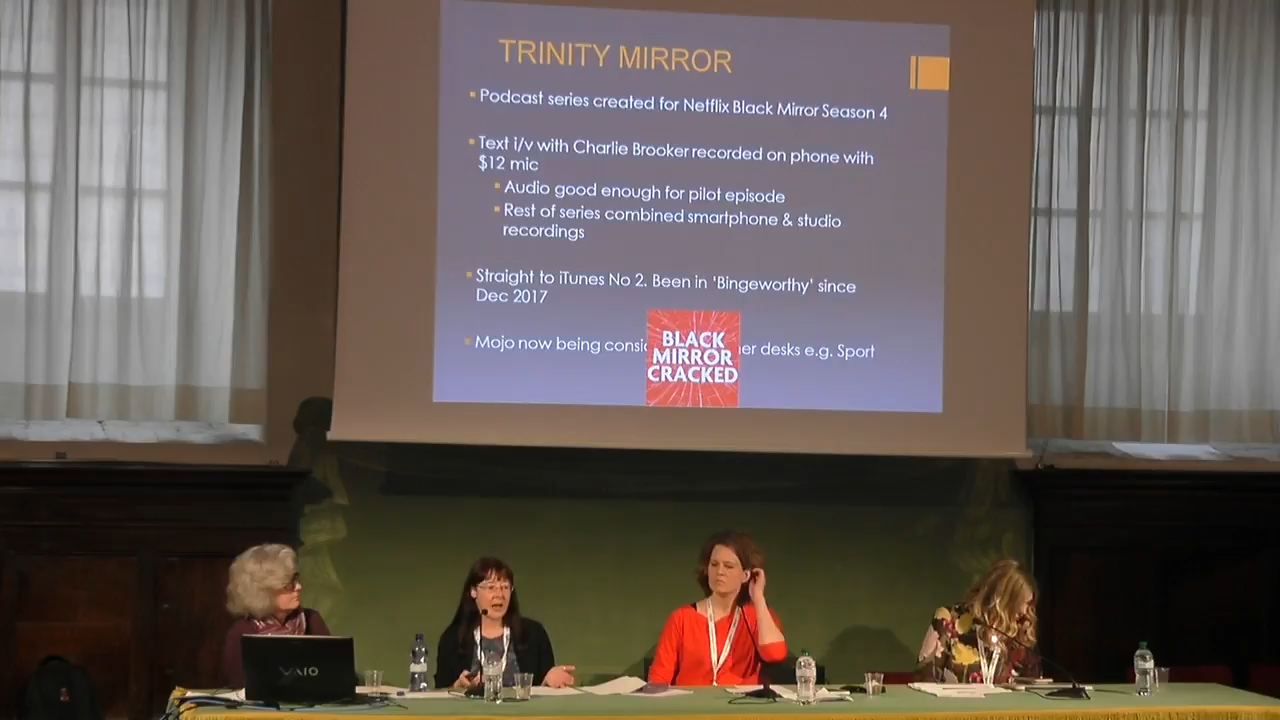 TRINITY MIRROR
Podcast series created for Netflix Black Mirror Season 4
Text i/v with Charlie Brooker recorded on phone with
$12 mic
Audio good enough for pilot episode
Rest of series combined smartphone & studio
recordings
Straight to iTunes No 2. Been in 'Bingeworthy' since
Dec 2017
Mojo now being desks e.g. Sport
BLACK
MIRROR
CRACKED
VAIO